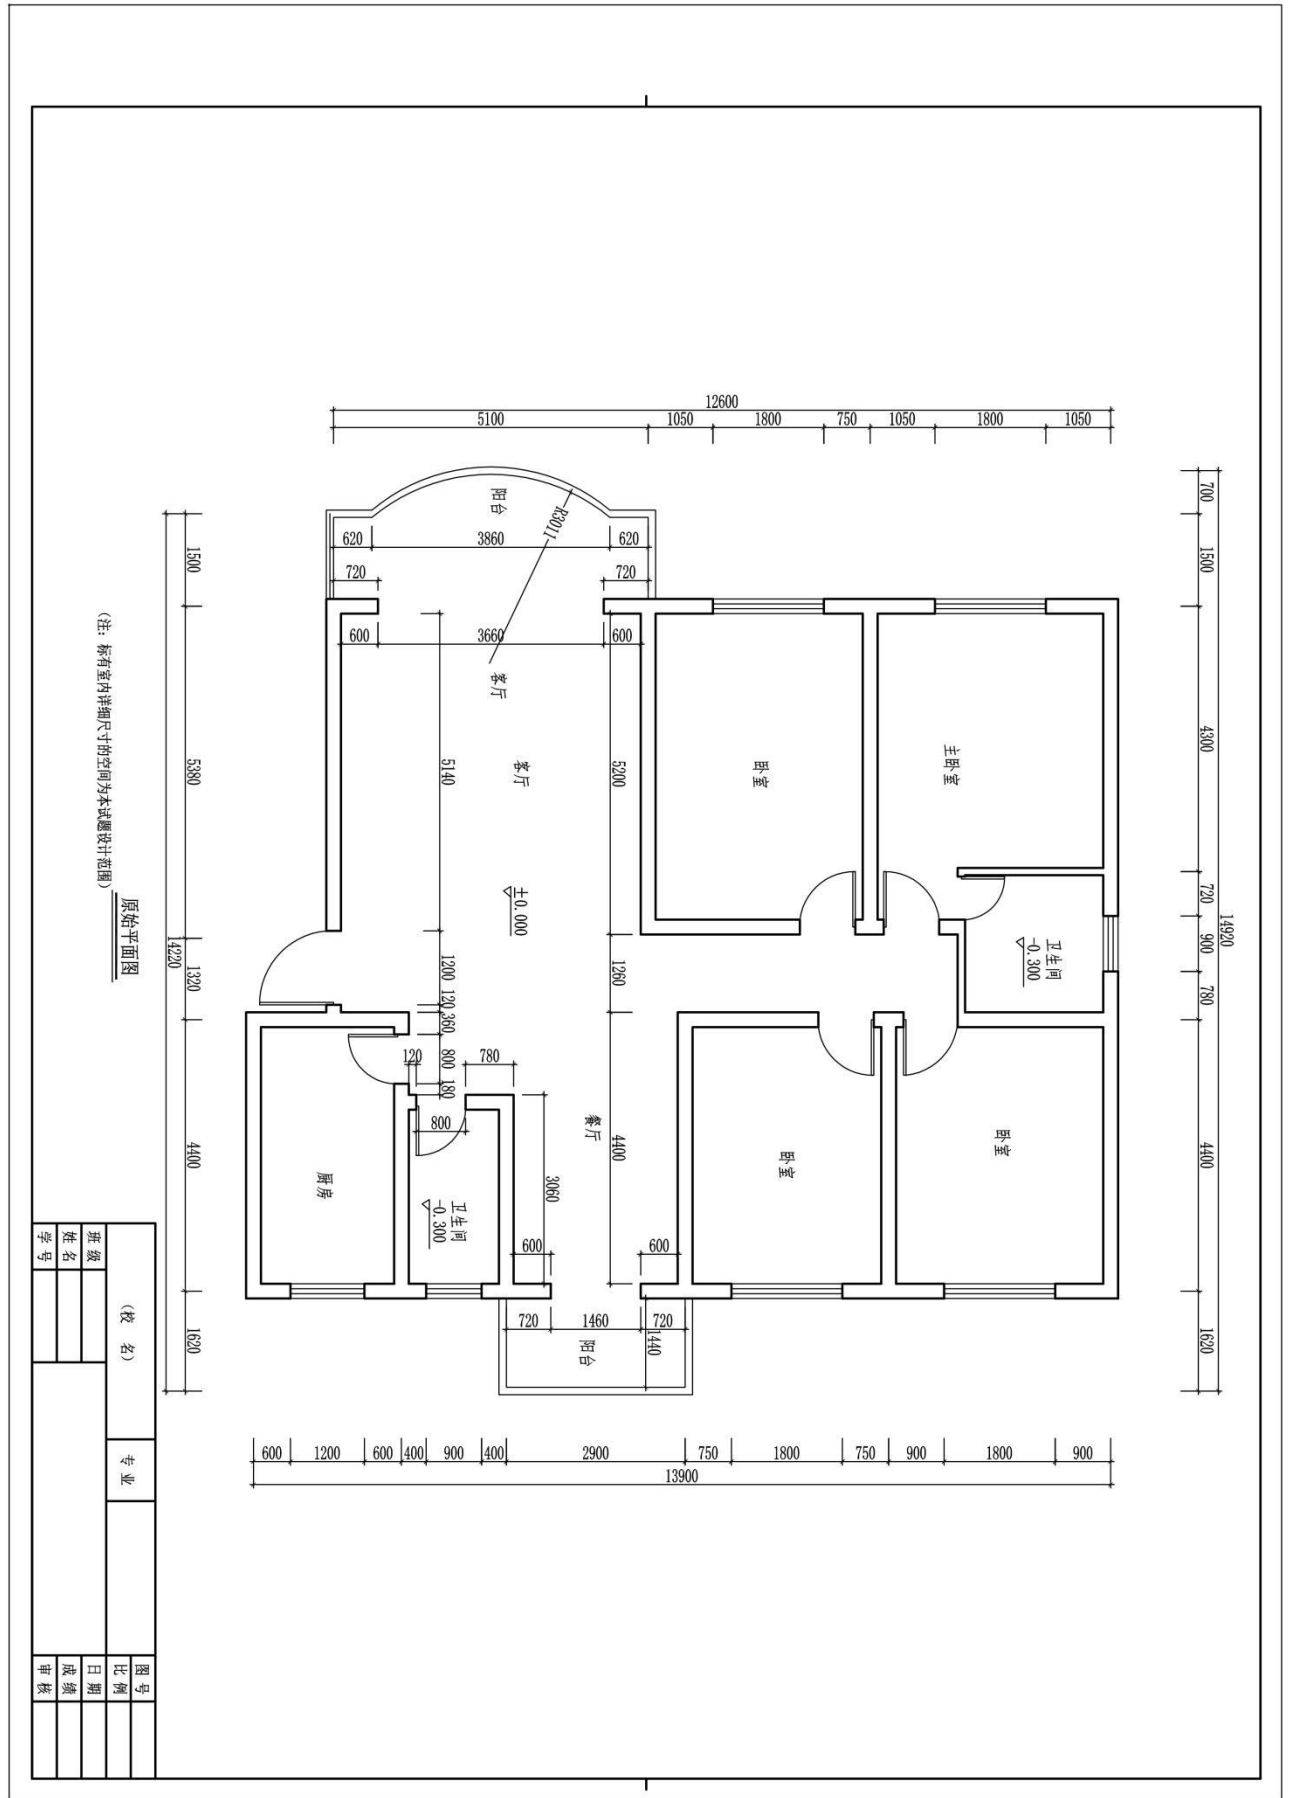 12600
5100
1050
1800
750
1050
1800
1050
14920
700
1500
4300
720
900
780
4400
1620
14220
1500
5380
1320
4400
1620
阳台
R3011
620
3860
620
720
720
600
3660
600
客厅
客厅
5140
5200
±0.000
1200
120
360
800
180
1260
卧室
主卧室
卫生间
-0.300
120
780
800
餐厅
4400
3060
厨房
卫生间
-0.300
600
600
卧室
卧室
720
1460
720
1440
阳台
600
1200
600
400
900
400
2900
750
1800
750
900
1800
900
13900
(注: 标有室内详细尺寸的空间为本试题设计范围)
原始平面图
(校 名)
专业
班级
姓名
学号
图号
比例
日期
成绩
审核